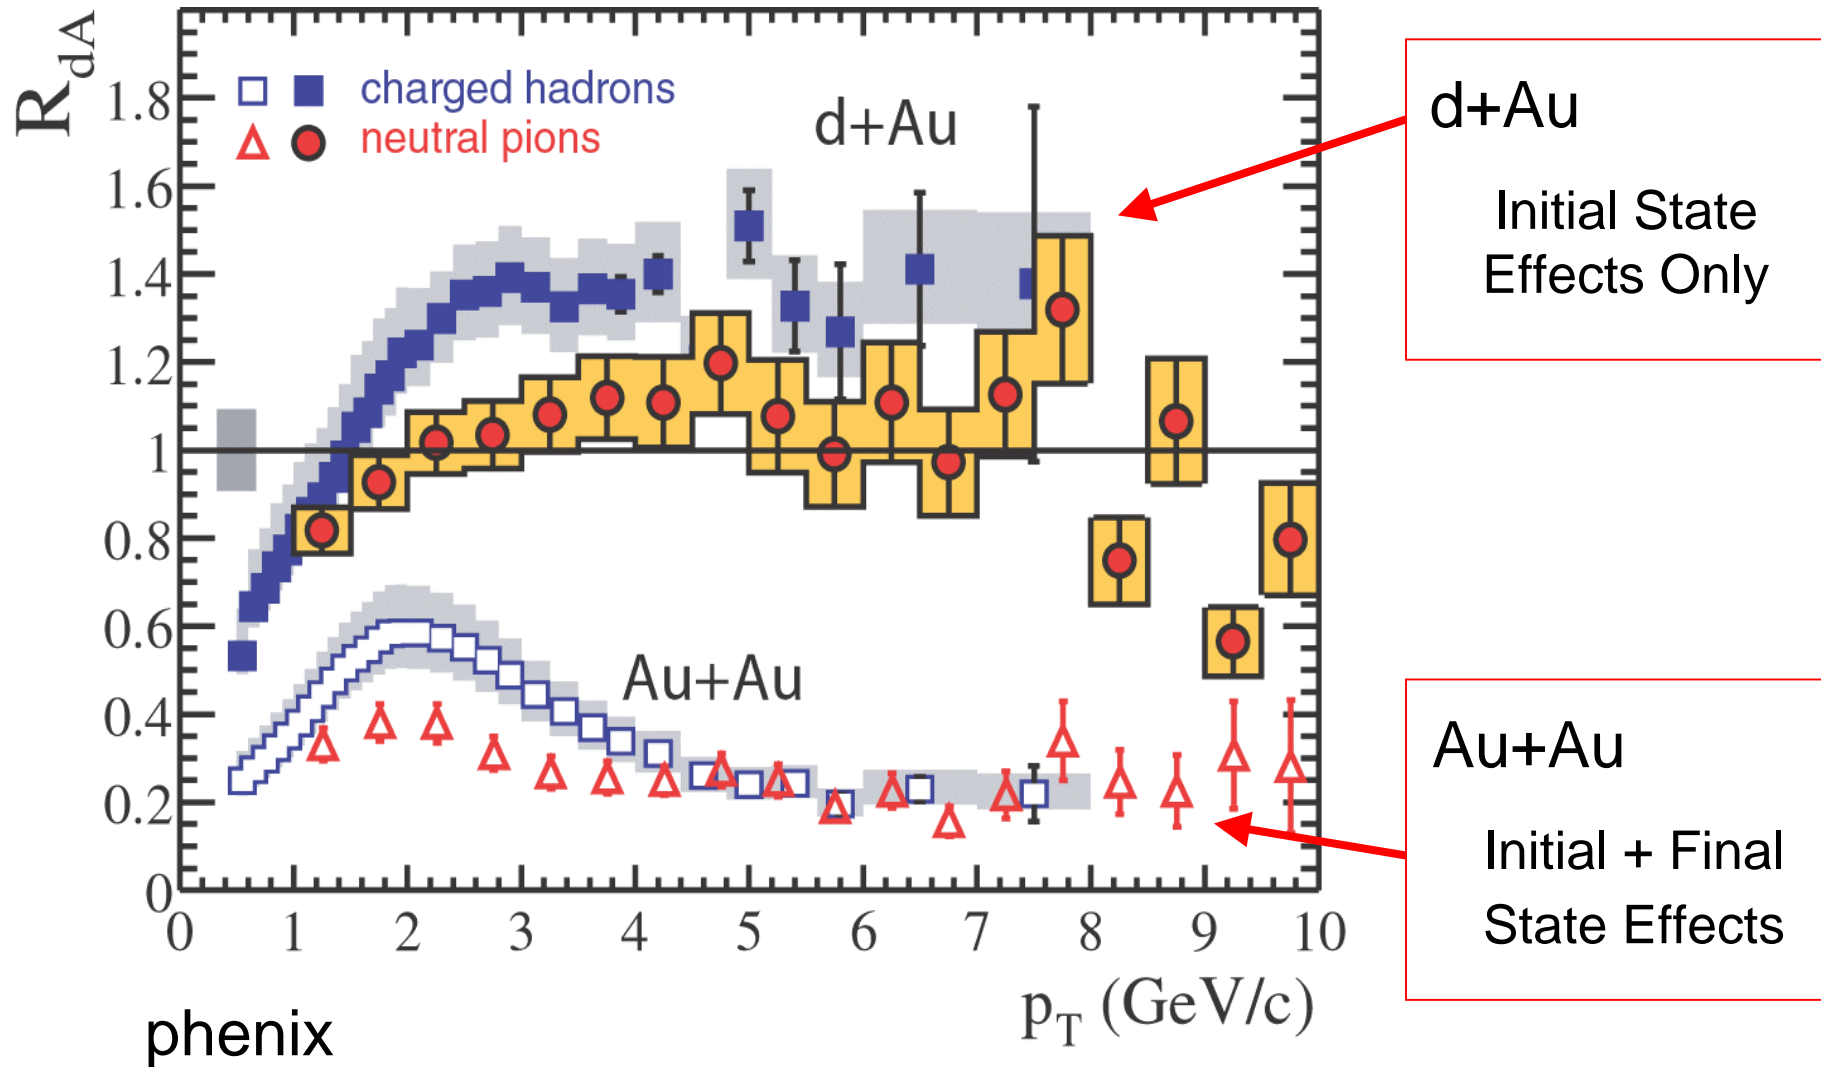 R_dA
1.8
1.6
1.4
1.2
1
0.8
0.6
0.4
0.2
0
0 1 2 3 4 5 6 7 8 9 10
p_T (GeV/c)
charged hadrons
neutral pions
d+Au
Au+Au
phenix
d+Au
Initial State
Effects Only
Au+Au
Initial + Final
State Effects